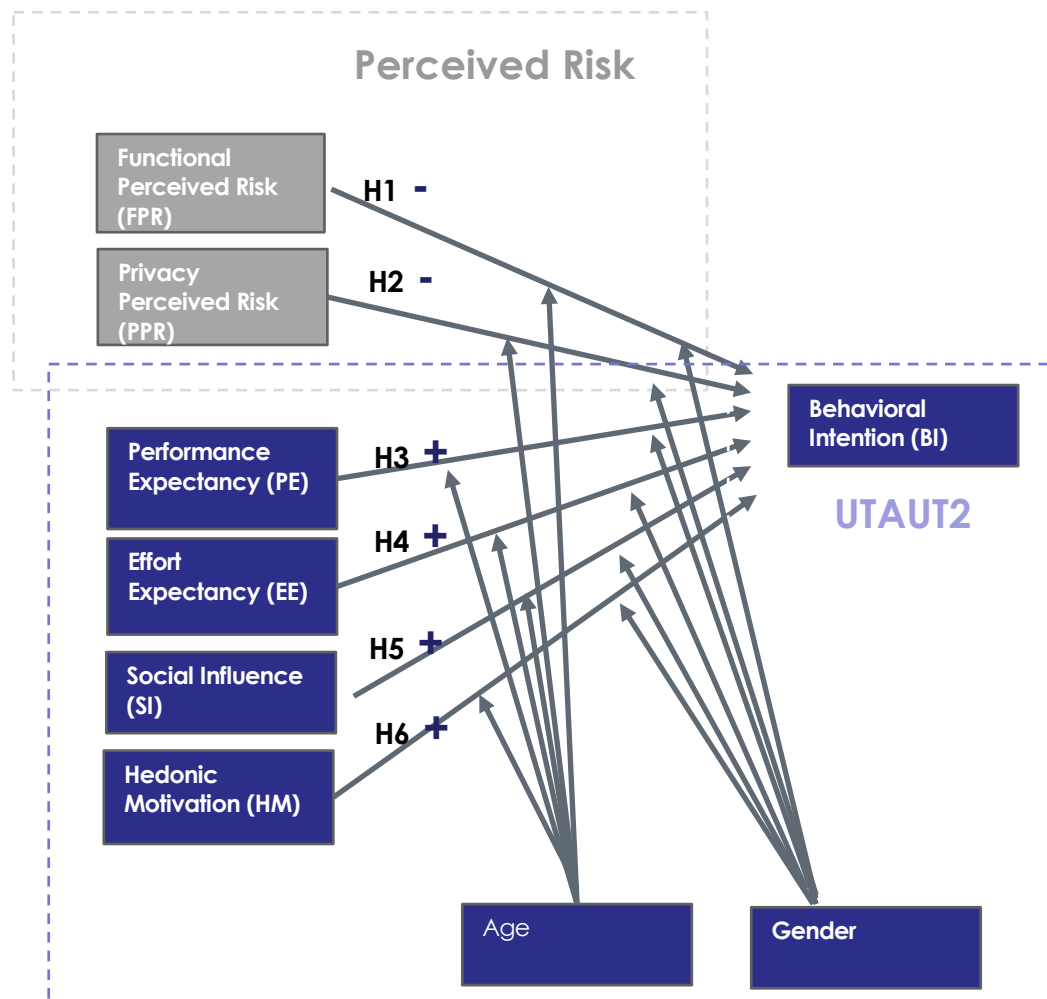 Perceived Risk
Functional
Perceived Risk
(FPR)
H1 -
Privacy
Perceived Risk
(PPR)
H2 -
Behavioral
Intention (BI)
Performance
Expectancy (PE)
H3 +
UTAUT2
Effort
Expectancy (EE)
H4 +
Social Influence
(SI)
H5 +
Hedonic
Motivation (HM)
H6 +
Age
Gender